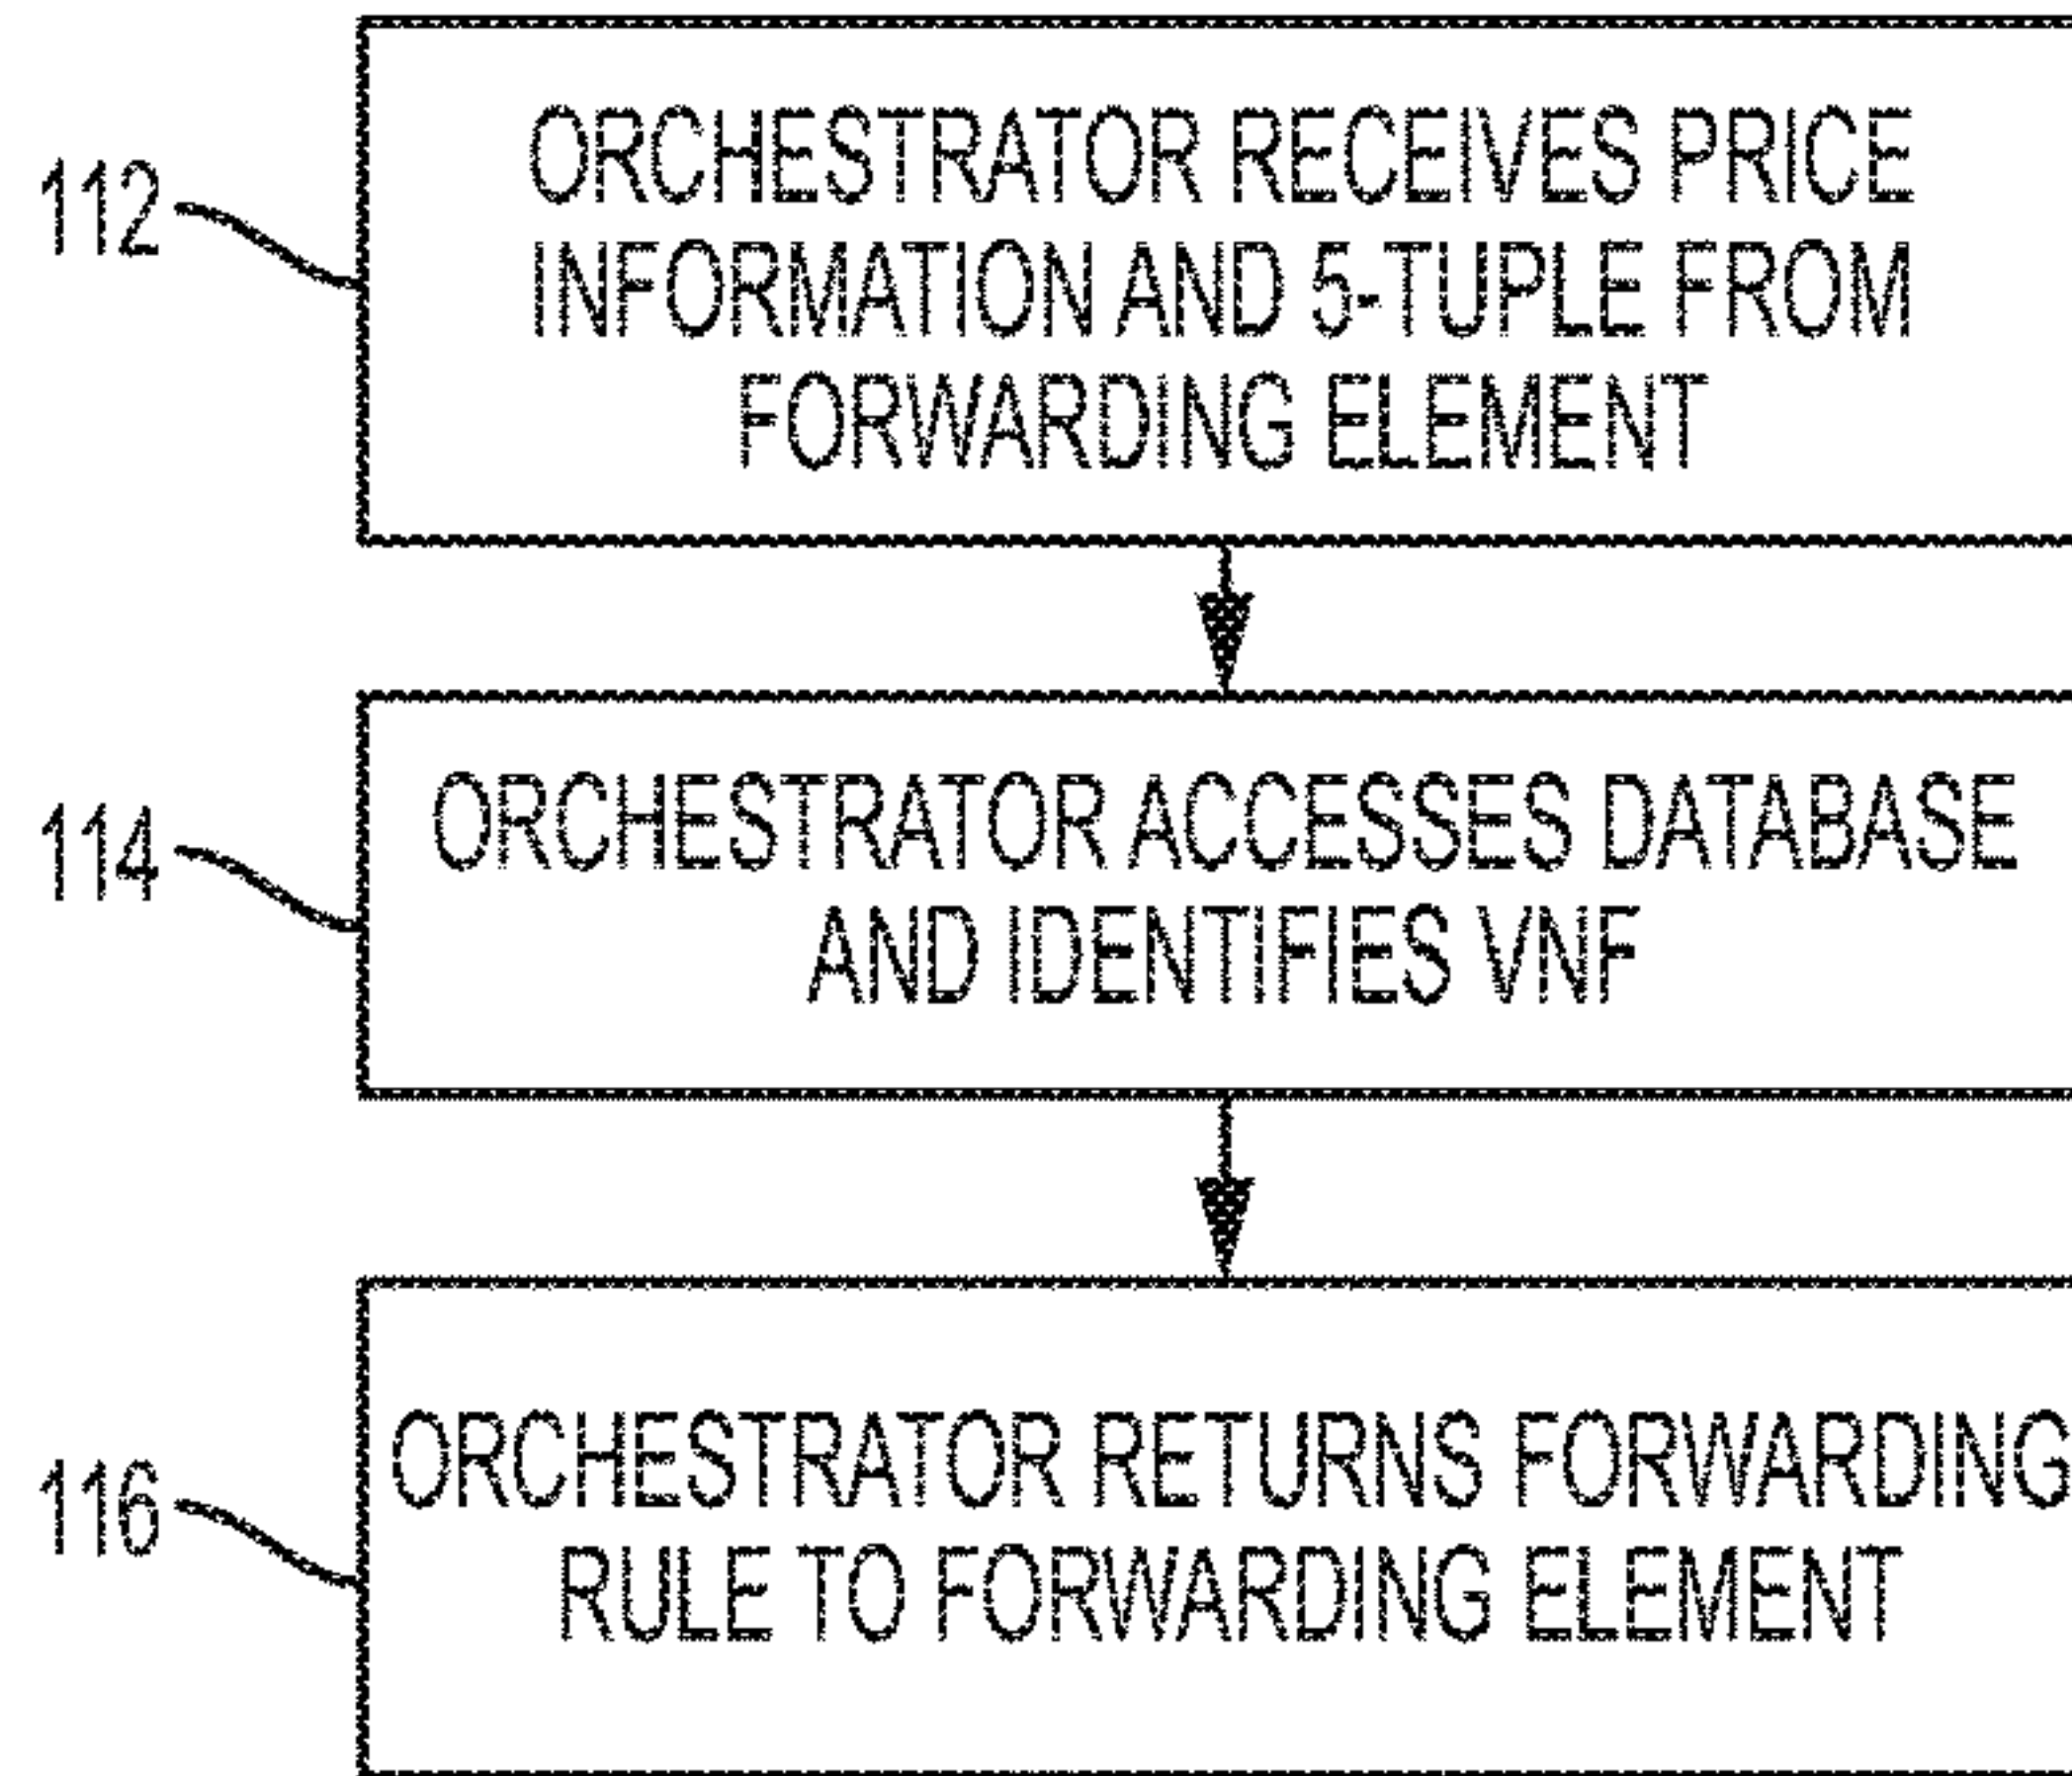 112
ORCHESTRATOR RECEIVES PRICE
INFORMATION AND 5-TUPLE FROM
FORWARDING ELEMENT
114
ORCHESTRATOR ACCESSES DATABASE
AND IDENTIFIES VNF
116
ORCHESTRATOR RETURNS FORWARDING
RULE TO FORWARDING ELEMENT